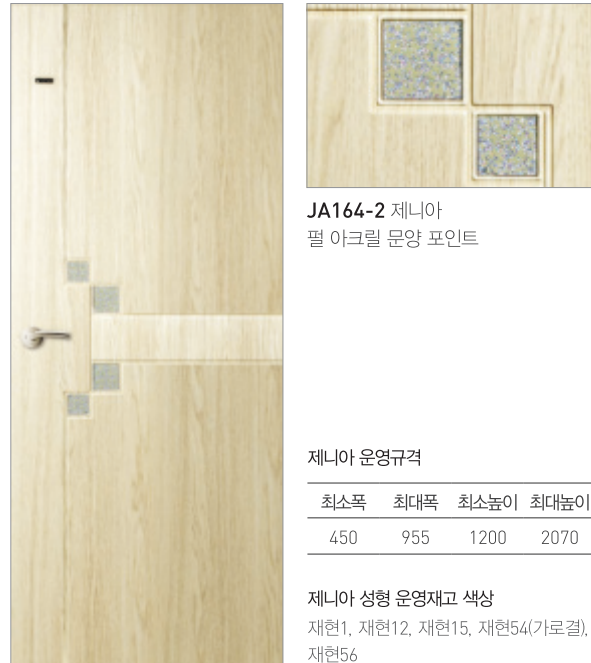 JA164-2 제니아
펄 아크릴 문양 포인트
제니아 운영규격
최소폭 최대폭 최소높이 최대높이
450 955 1200 2070
제니아 성형 운영재고 색상
재현1, 재현12, 재현15, 재현54(가로결),
재현56